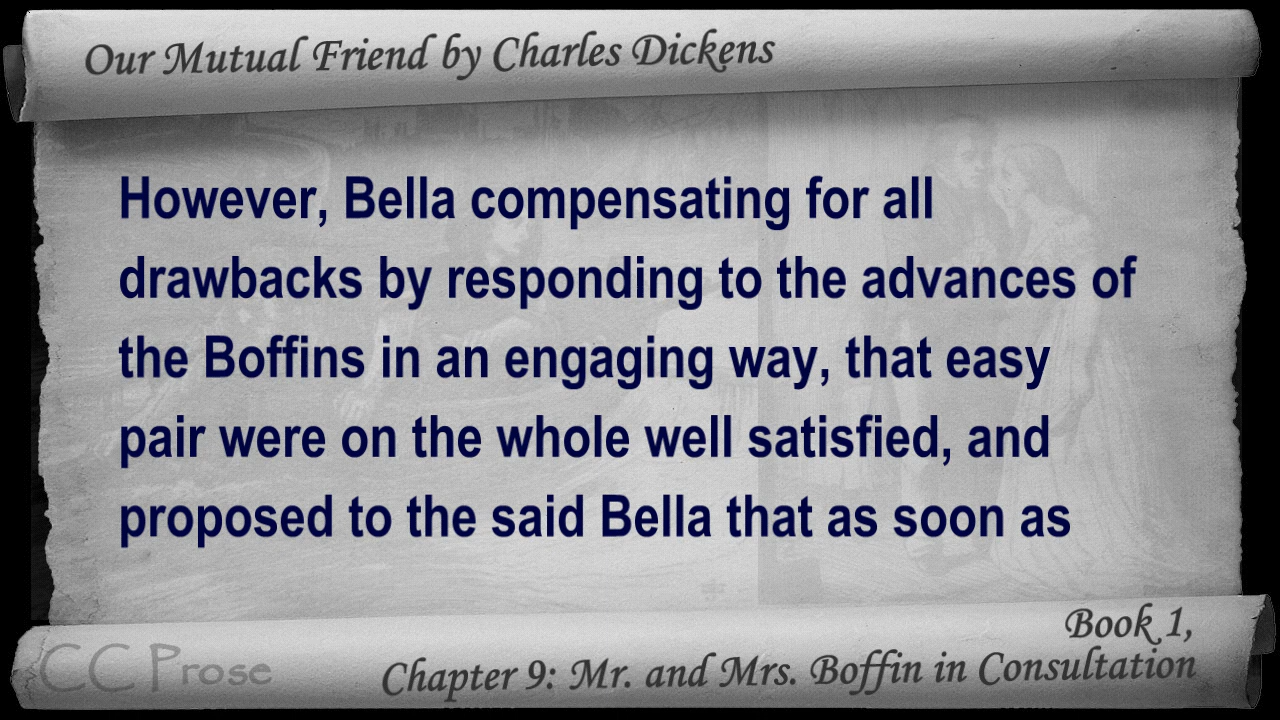 Our Mutual Friend by Charles Dickens
However, Bella compensating for all
drawbacks by responding to the advances of
the Boffins in an engaging way, that easy
pair were on the whole well satisfied, and
proposed to the said Bella that as soon as
Book 1,
CC Prose
Chapter 9: Mr. and Mrs. Boffin in Consultation